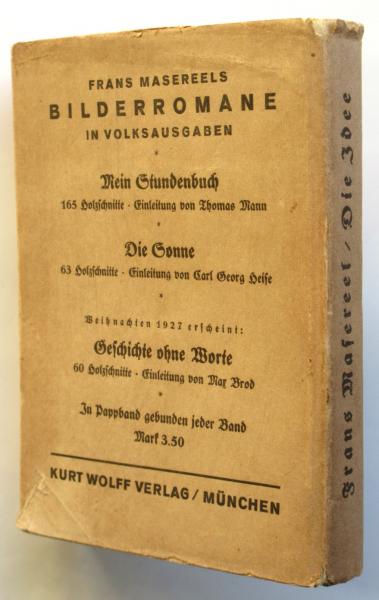 FRANS MASEREELS
BILDERROMANE
IN VOLKSAUSGABEN
*
Mein Stundenbuch
165 Holzschnitte · Einleitung von Thomas Mann
*
Die Sonne
63 Holzschnitte · Einleitung von Carl Georg Heise
*
Weihnachten 1927 erscheint:
Geschichte ohne Worte
60 Holzschnitte · Einleitung von Max Brod
*
In Pappband gebunden jeder Band
Mark 3.50
KURT WOLFF VERLAG / MÜNCHEN
Frans Masereel / Die Idee